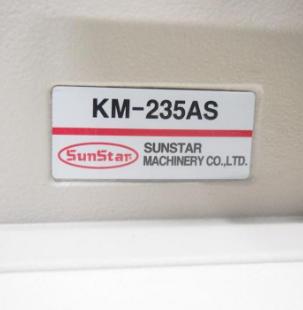 KM-235AS
SunStar
SUNSTAR
MACHINERY CO.,LTD.